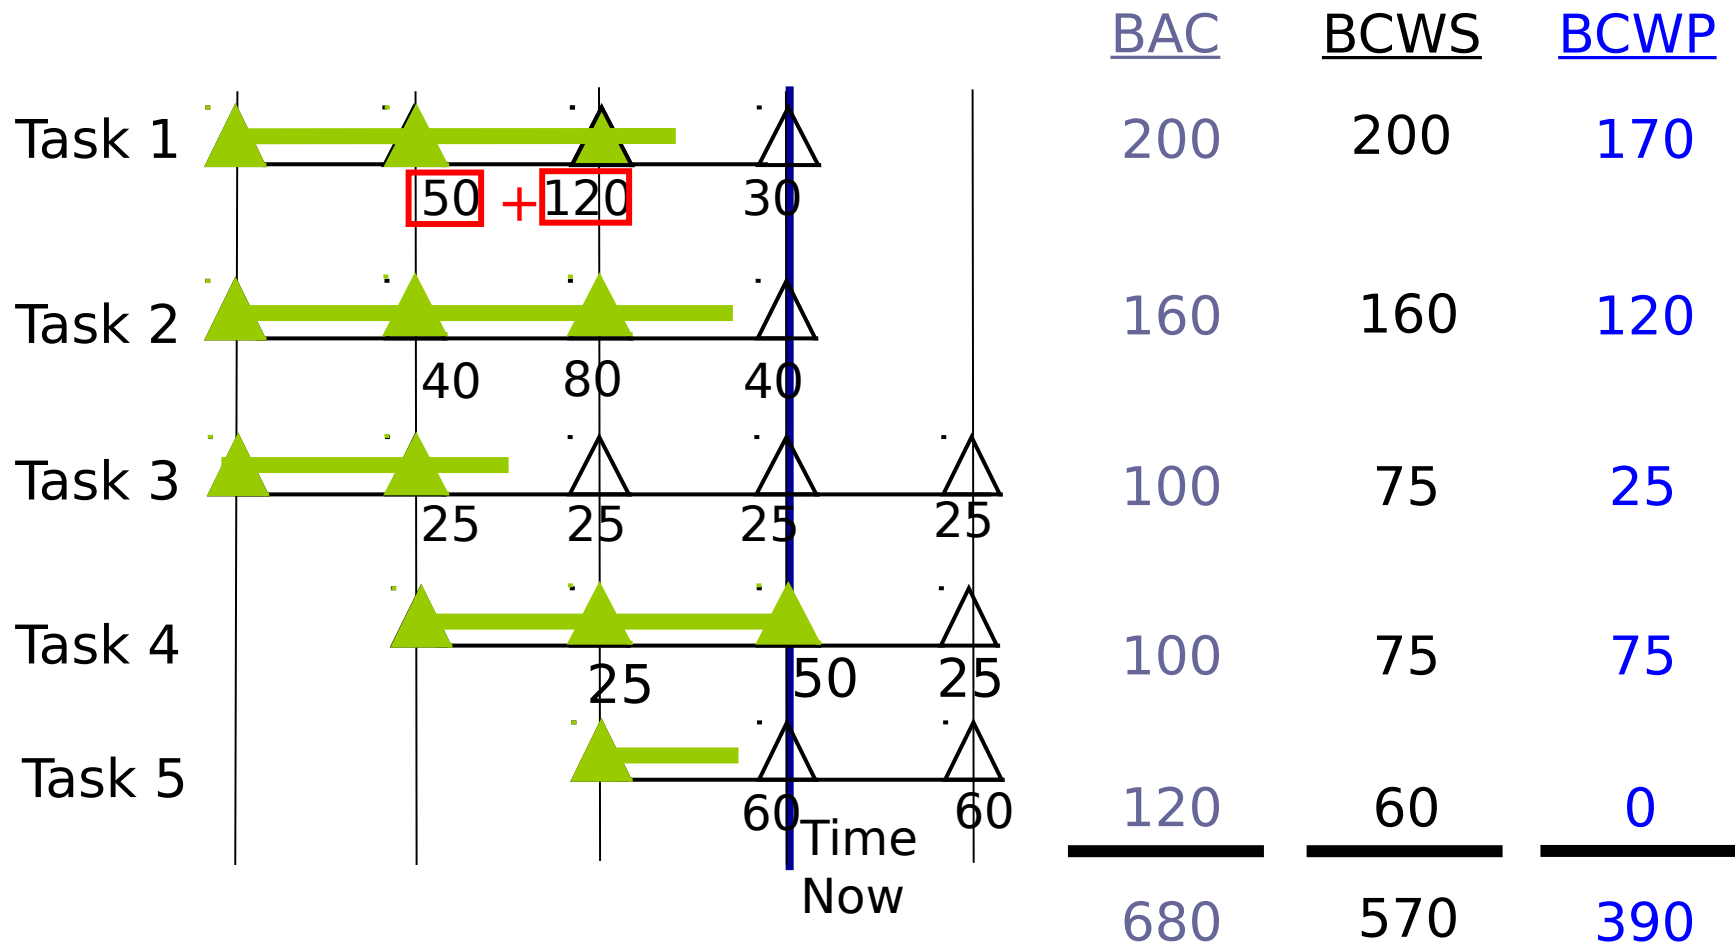 BAC BCWS BCWP
Task 1 200 200 170
50 + 120 30
Task 2 160 160 120
40 80 40
Task 3 100 75 25
25 25 25 25
Task 4 100 75 75
25 50 25
Task 5 120 60 0
60 60
Time
Now
680 570 390